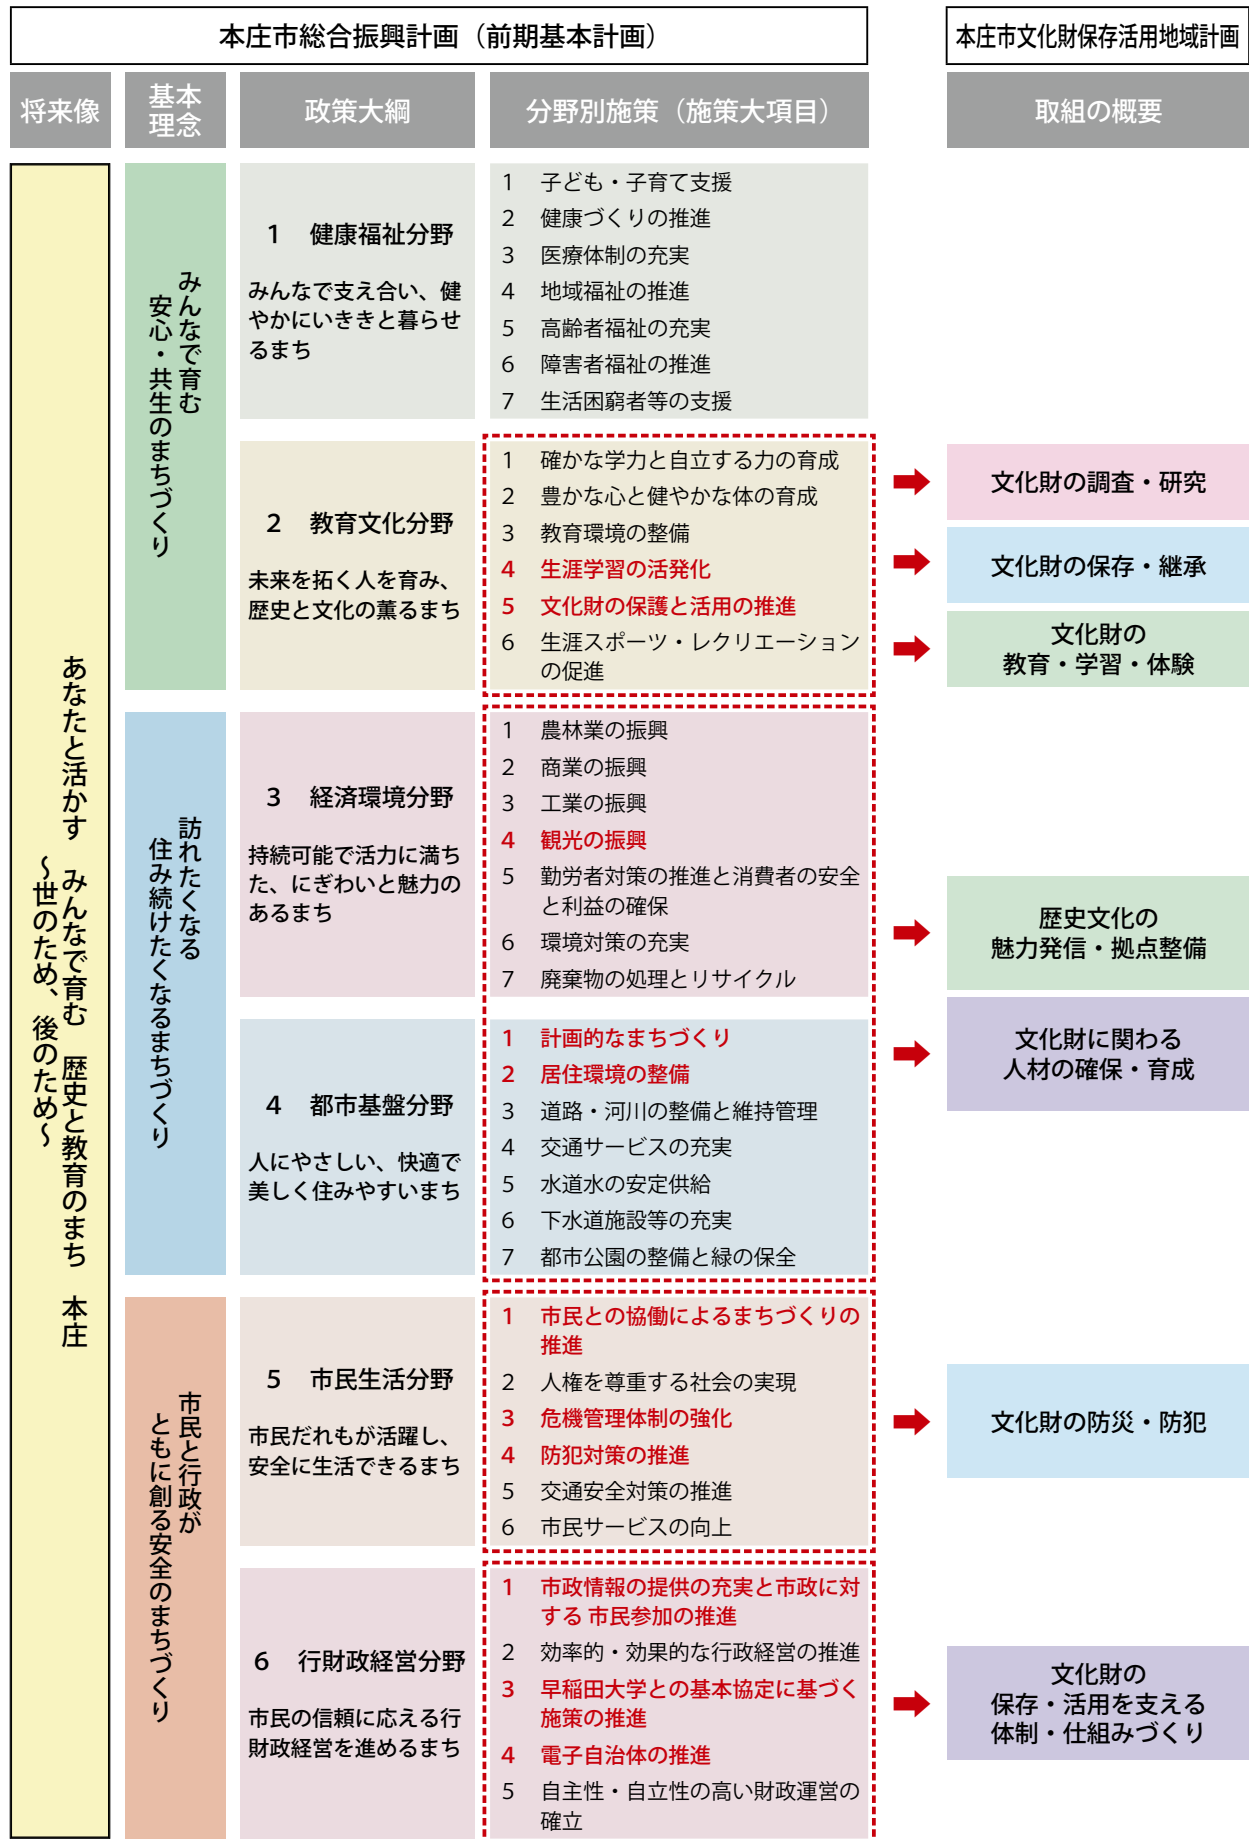 本庄市総合振興計画（前期基本計画）
本庄市文化財保存活用地域計画
将来像
基本
理念
政策大綱
分野別施策（施策大項目）
取組の概要
あなたと活かす　みんなで育む　歴史と教育のまち　本庄
～世のため、後のため～
みんなで育む
安心・共生のまちづくり
1　健康福祉分野
みんなで支え合い、健
やかにいききと暮らせ
るまち
1　子ども・子育て支援
2　健康づくりの推進
3　医療体制の充実
4　地域福祉の推進
5　高齢者福祉の充実
6　障害者福祉の推進
7　生活困窮者等の支援
2　教育文化分野
未来を拓く人を育み、
歴史と文化の薫るまち
1　確かな学力と自立する力の育成
2　豊かな心と健やかな体の育成
3　教育環境の整備
4　生涯学習の活発化
5　文化財の保護と活用の推進
6　生涯スポーツ・レクリエーション
の促進
文化財の調査・研究
文化財の保存・継承
文化財の
教育・学習・体験
訪れたくなる
住み続けたくなるまちづくり
3　経済環境分野
持続可能で活力に満ち
た、にぎわいと魅力の
あるまち
1　農林業の振興
2　商業の振興
3　工業の振興
4　観光の振興
5　勤労者対策の推進と消費者の安全
と利益の確保
6　環境対策の充実
7　廃棄物の処理とリサイクル
歴史文化の
魅力発信・拠点整備
4　都市基盤分野
人にやさしい、快適で
美しく住みやすいまち
1　計画的なまちづくり
2　居住環境の整備
3　道路・河川の整備と維持管理
4　交通サービスの充実
5　水道水の安定供給
6　下水道施設等の充実
7　都市公園の整備と緑の保全
文化財に関わる
人材の確保・育成
市民と行政が
ともに創る安全のまちづくり
5　市民生活分野
市民だれもが活躍し、
安全に生活できるまち
1　市民との協働によるまちづくりの
推進
2　人権を尊重する社会の実現
3　危機管理体制の強化
4　防犯対策の推進
5　交通安全対策の推進
6　市民サービスの向上
文化財の防災・防犯
6　行財政経営分野
市民の信頼に応える行
財政経営を進めるまち
1　市政情報の提供の充実と市政に対
する 市民参加の推進
2　効率的・効果的な行政経営の推進
3　早稲田大学との基本協定に基づく
施策の推進
4　電子自治体の推進
5　自主性・自立性の高い財政運営の
確立
文化財の
保存・活用を支える
体制・仕組みづくり